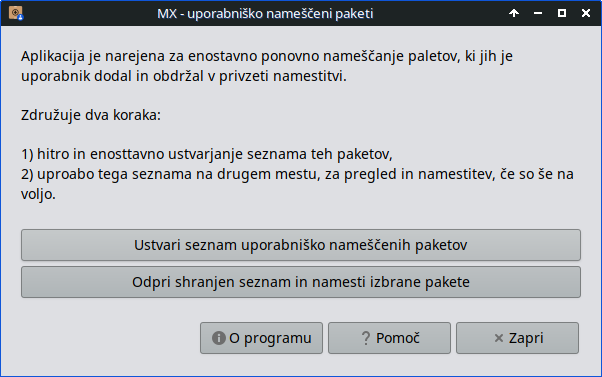 MX - uporabniško nameščeni paketi
Aplikacija je narejena za enostavno ponovno nameščanje paletov, ki jih je
uporabnik dodal in obdržal v privzeti namestitvi.
Združuje dva koraka:
1) hitro in enosttavno ustvarjanje seznama teh paketov,
2) uproabo tega seznama na drugem mestu, za pregled in namestitev, če so še na
voljo.
Ustvari seznam uporabniško nameščenih paketov
Odpri shranjen seznam in namesti izbrane pakete
O programu
Pomoč
Zapri